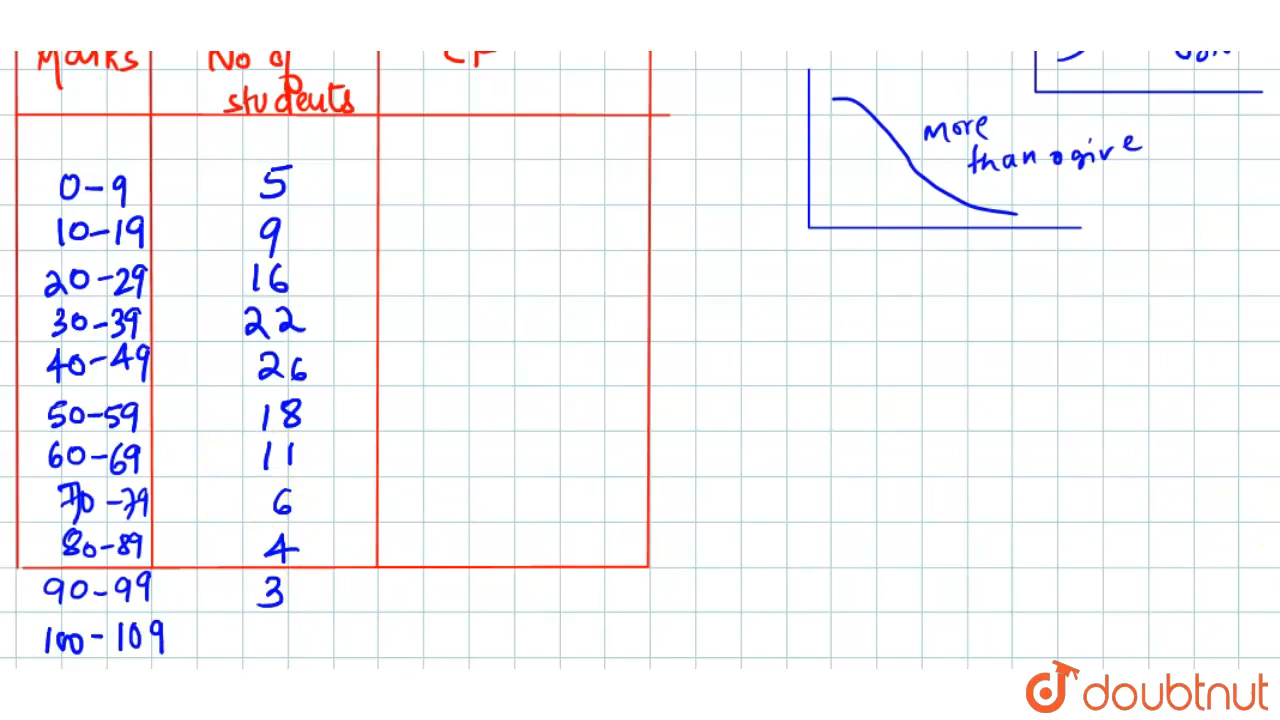 Marks No of CF
students
0-9 5
10-19 9
20-29 16
30-39 22
40-49 26
50-59 18
60-69 11
70-79 6
80-89 4
90-99 3
100-109
More
than ogive
doubtnut